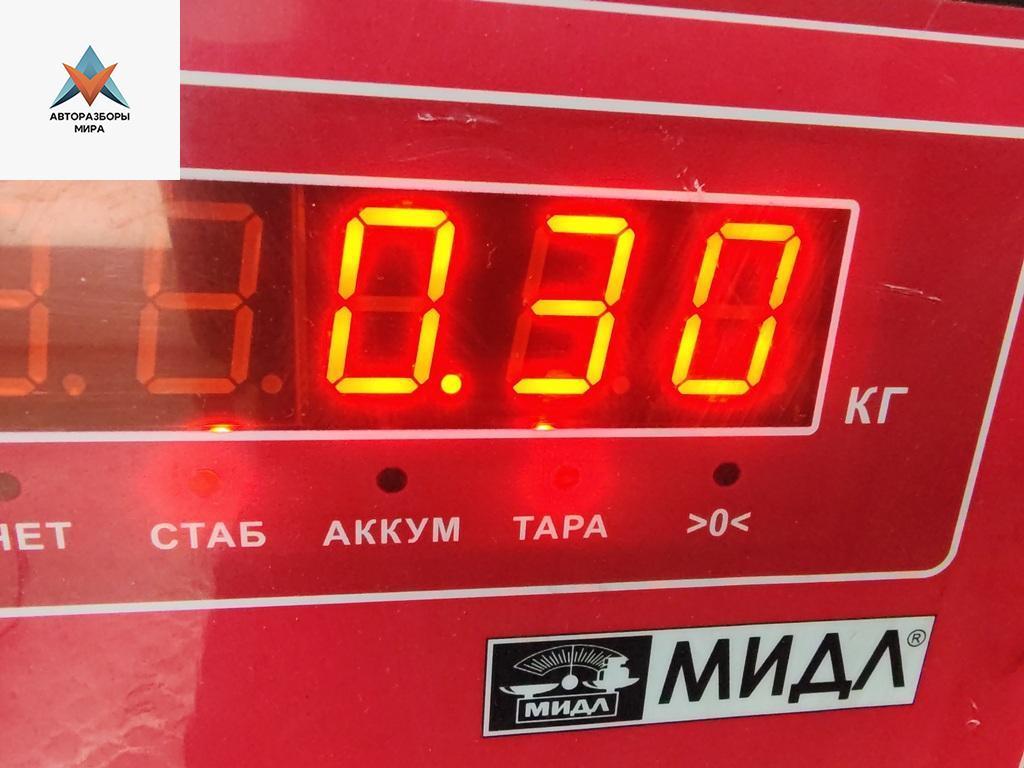 АВТОРАЗБОРЫ
МИРА
0.30
КГ
СТАБ АККУМ ТАРА >0<
МИДЛ МИДЛ®